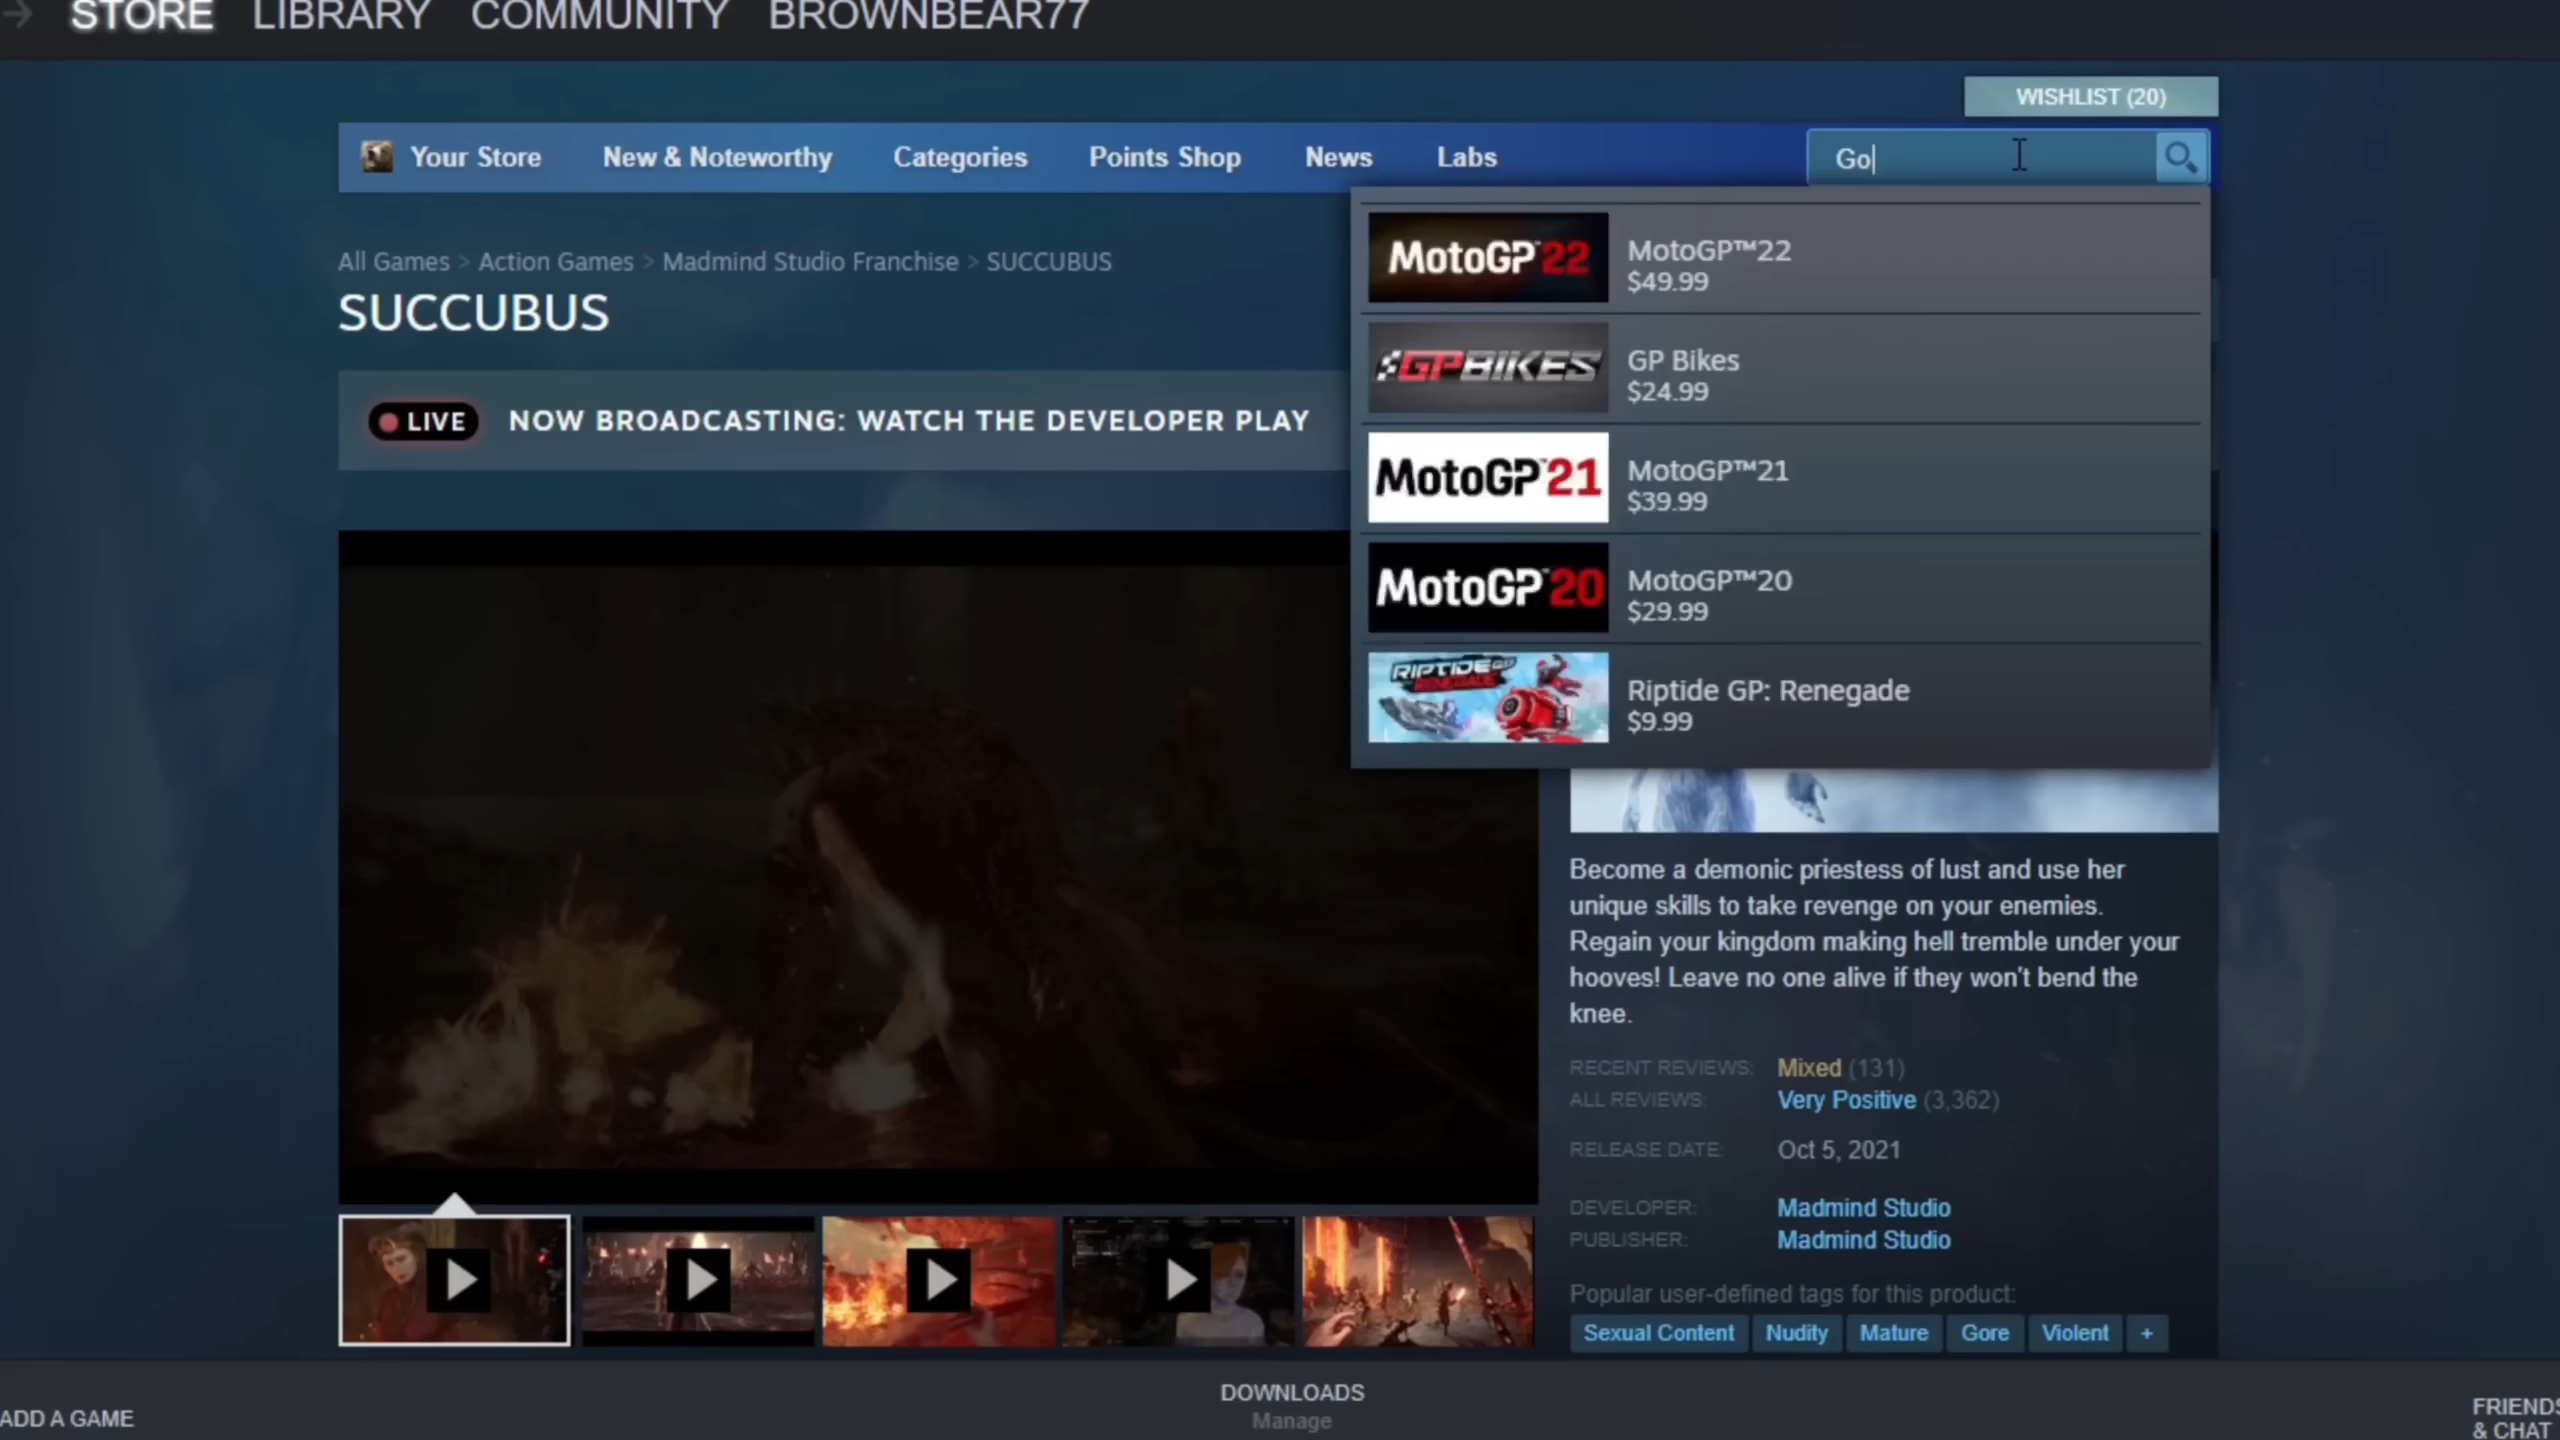 STORE LIBRARY COMMUNITY BROWNBEAR77
WISHLIST (20)
Your Store New & Noteworthy Categories Points Shop News Labs Go
All Games > Action Games > Madmind Studio Franchise > SUCCUBUS
SUCCUBUS
LIVE NOW BROADCASTING: WATCH THE DEVELOPER PLAY
MotoGP™22 MotoGP™22
$49.99
GPBIKES GP Bikes
$24.99
MotoGP™21 MotoGP™21
$39.99
MotoGP™20 MotoGP™20
$29.99
RIPTIDE GP RENEGADE Riptide GP: Renegade
$9.99
Become a demonic priestess of lust and use her
unique skills to take revenge on your enemies.
Regain your kingdom making hell tremble under your
hooves! Leave no one alive if they won't bend the
knee.
RECENT REVIEWS: Mixed (131)
ALL REVIEWS: Very Positive (3,362)
RELEASE DATE: Oct 5, 2021
DEVELOPER: Madmind Studio
PUBLISHER: Madmind Studio
Popular user-defined tags for this product:
Sexual Content Nudity Mature Gore Violent +
ADD A GAME
DOWNLOADS
Manage
FRIENDS
& CHAT